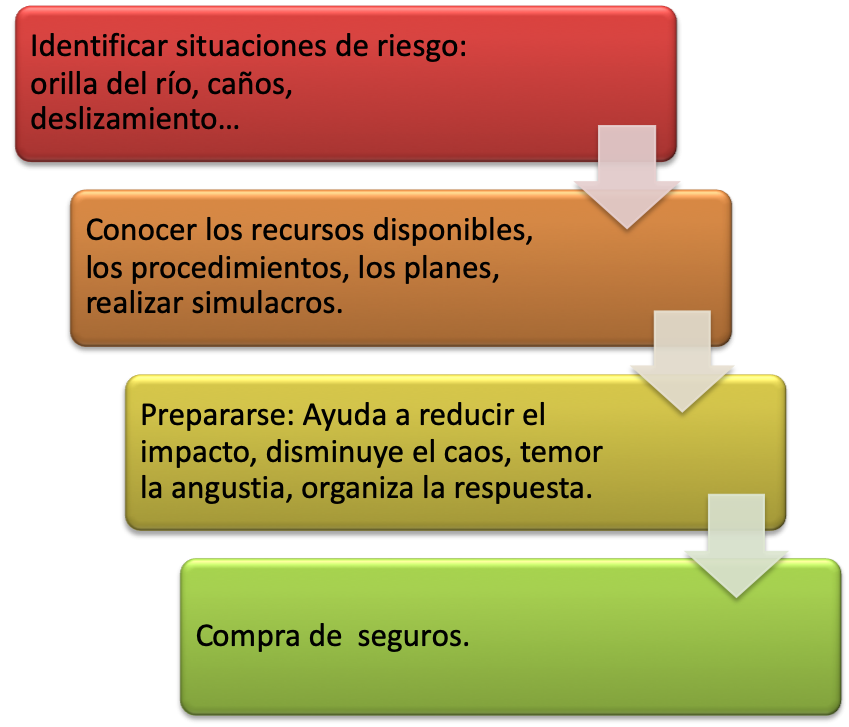 Identificar situaciones de riesgo:
orilla del río, caños,
deslizamiento…
Conocer los recursos disponibles,
los procedimientos, los planes,
realizar simulacros.
Prepararse: Ayuda a reducir el
impacto, disminuye el caos, temor
la angustia, organiza la respuesta.
Compra de  seguros.